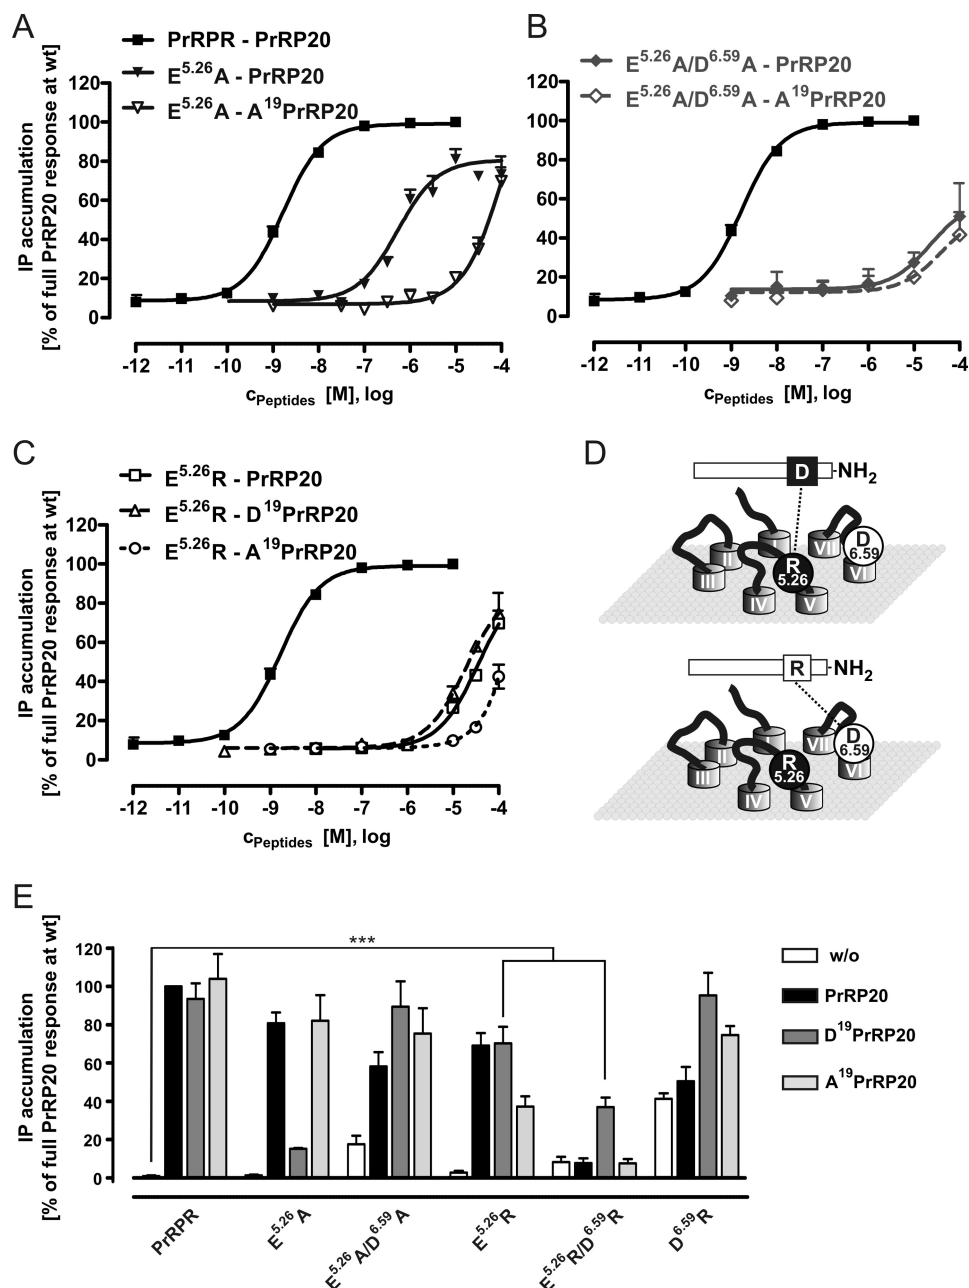 A
PrRPR - PrRP20
E5.26A - PrRP20
E5.26A - A19PrRP20
IP accumulation
[% of full PrRP20 response at wt]
120
100
80
60
40
20
0
-12 -11 -10 -9 -8 -7 -6 -5 -4
cPeptides [M], log
B
E5.26A/D6.59A - PrRP20
E5.26A/D6.59A - A19PrRP20
120
100
80
60
40
20
0
-12 -11 -10 -9 -8 -7 -6 -5 -4
cPeptides [M], log
C
E5.26R - PrRP20
E5.26R - D19PrRP20
E5.26R - A19PrRP20
IP accumulation
[% of full PrRP20 response at wt]
120
100
80
60
40
20
0
-12 -11 -10 -9 -8 -7 -6 -5 -4
cPeptides [M], log
D
D -NH2
I II III IV V VI VII
R 5.26
D 6.59
R -NH2
I II III IV V VI VII
R 5.26
D 6.59
E
IP accumulation
[% of full PrRP20 response at wt]
120
100
80
60
40
20
0
***
w/o
PrRP20
D19PrRP20
A19PrRP20
PrRPR
E5.26A
E5.26A/D6.59A
E5.26R
E5.26R/D6.59R
D6.59R